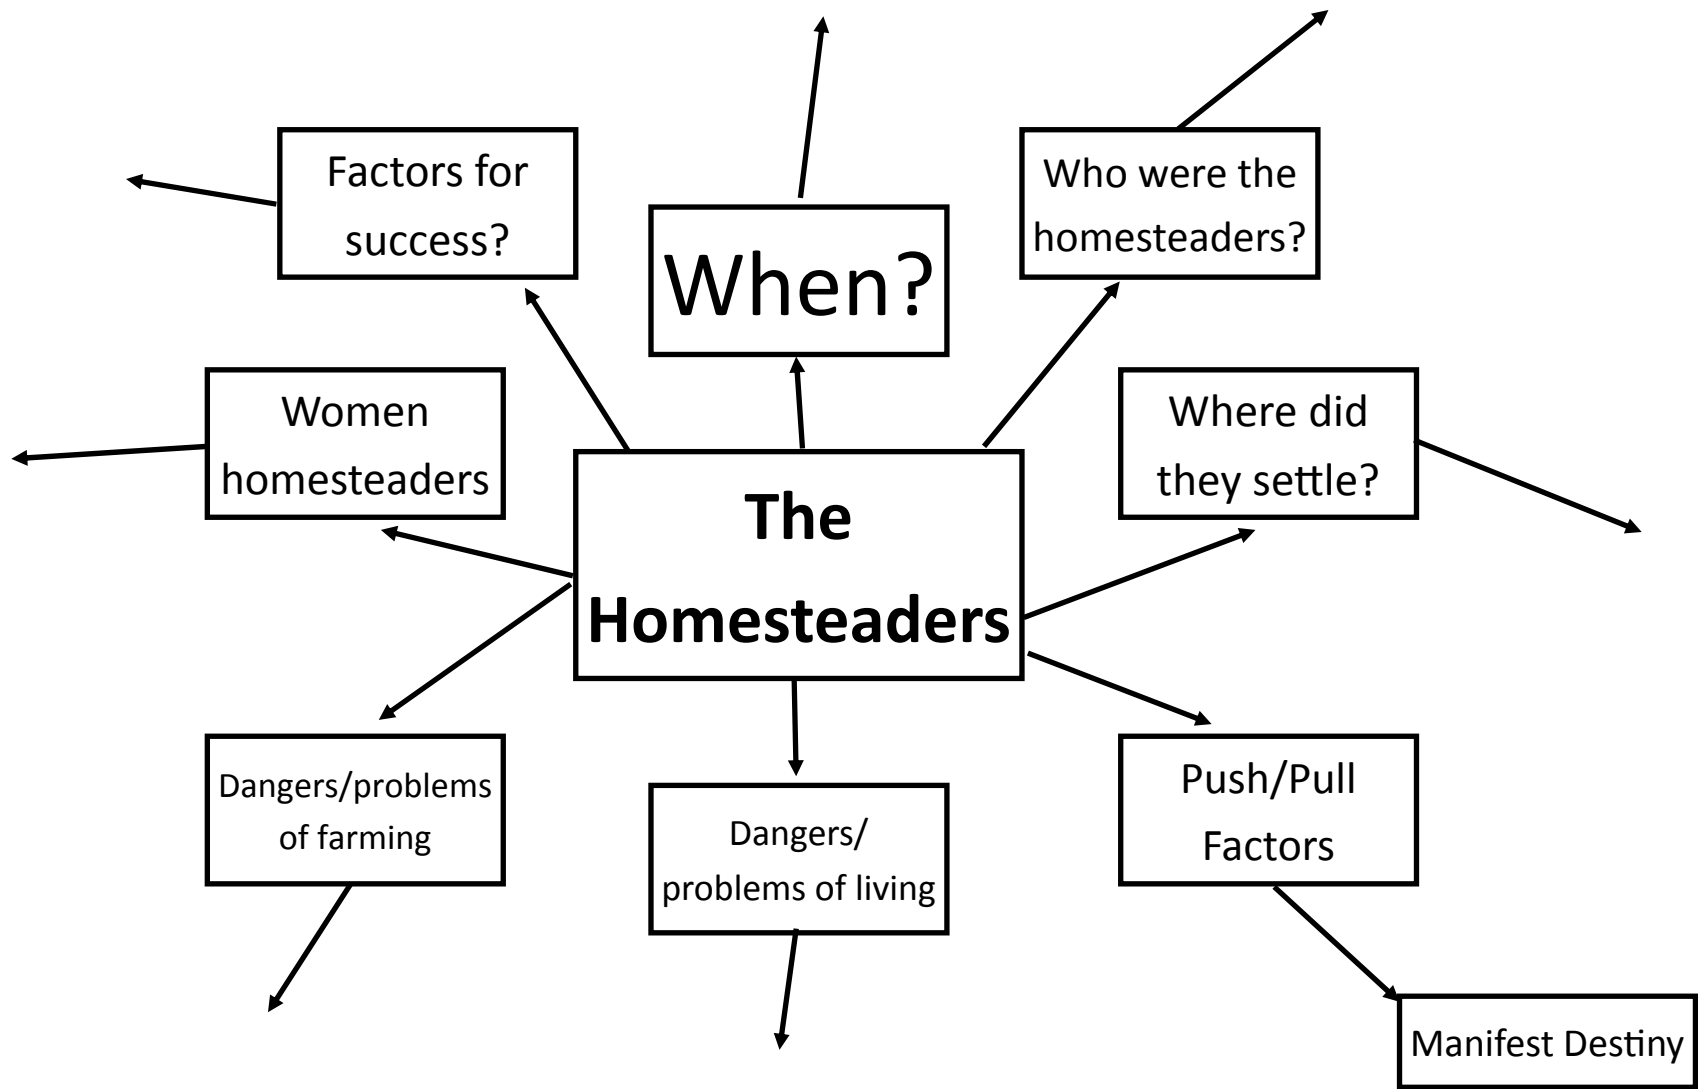 Factors for
success?
When?
Who were the
homesteaders?
Women
homesteaders
The
Homesteaders
Where did
they settle?
Dangers/problems
of farming
Dangers/
problems of living
Push/Pull
Factors
Manifest Destiny